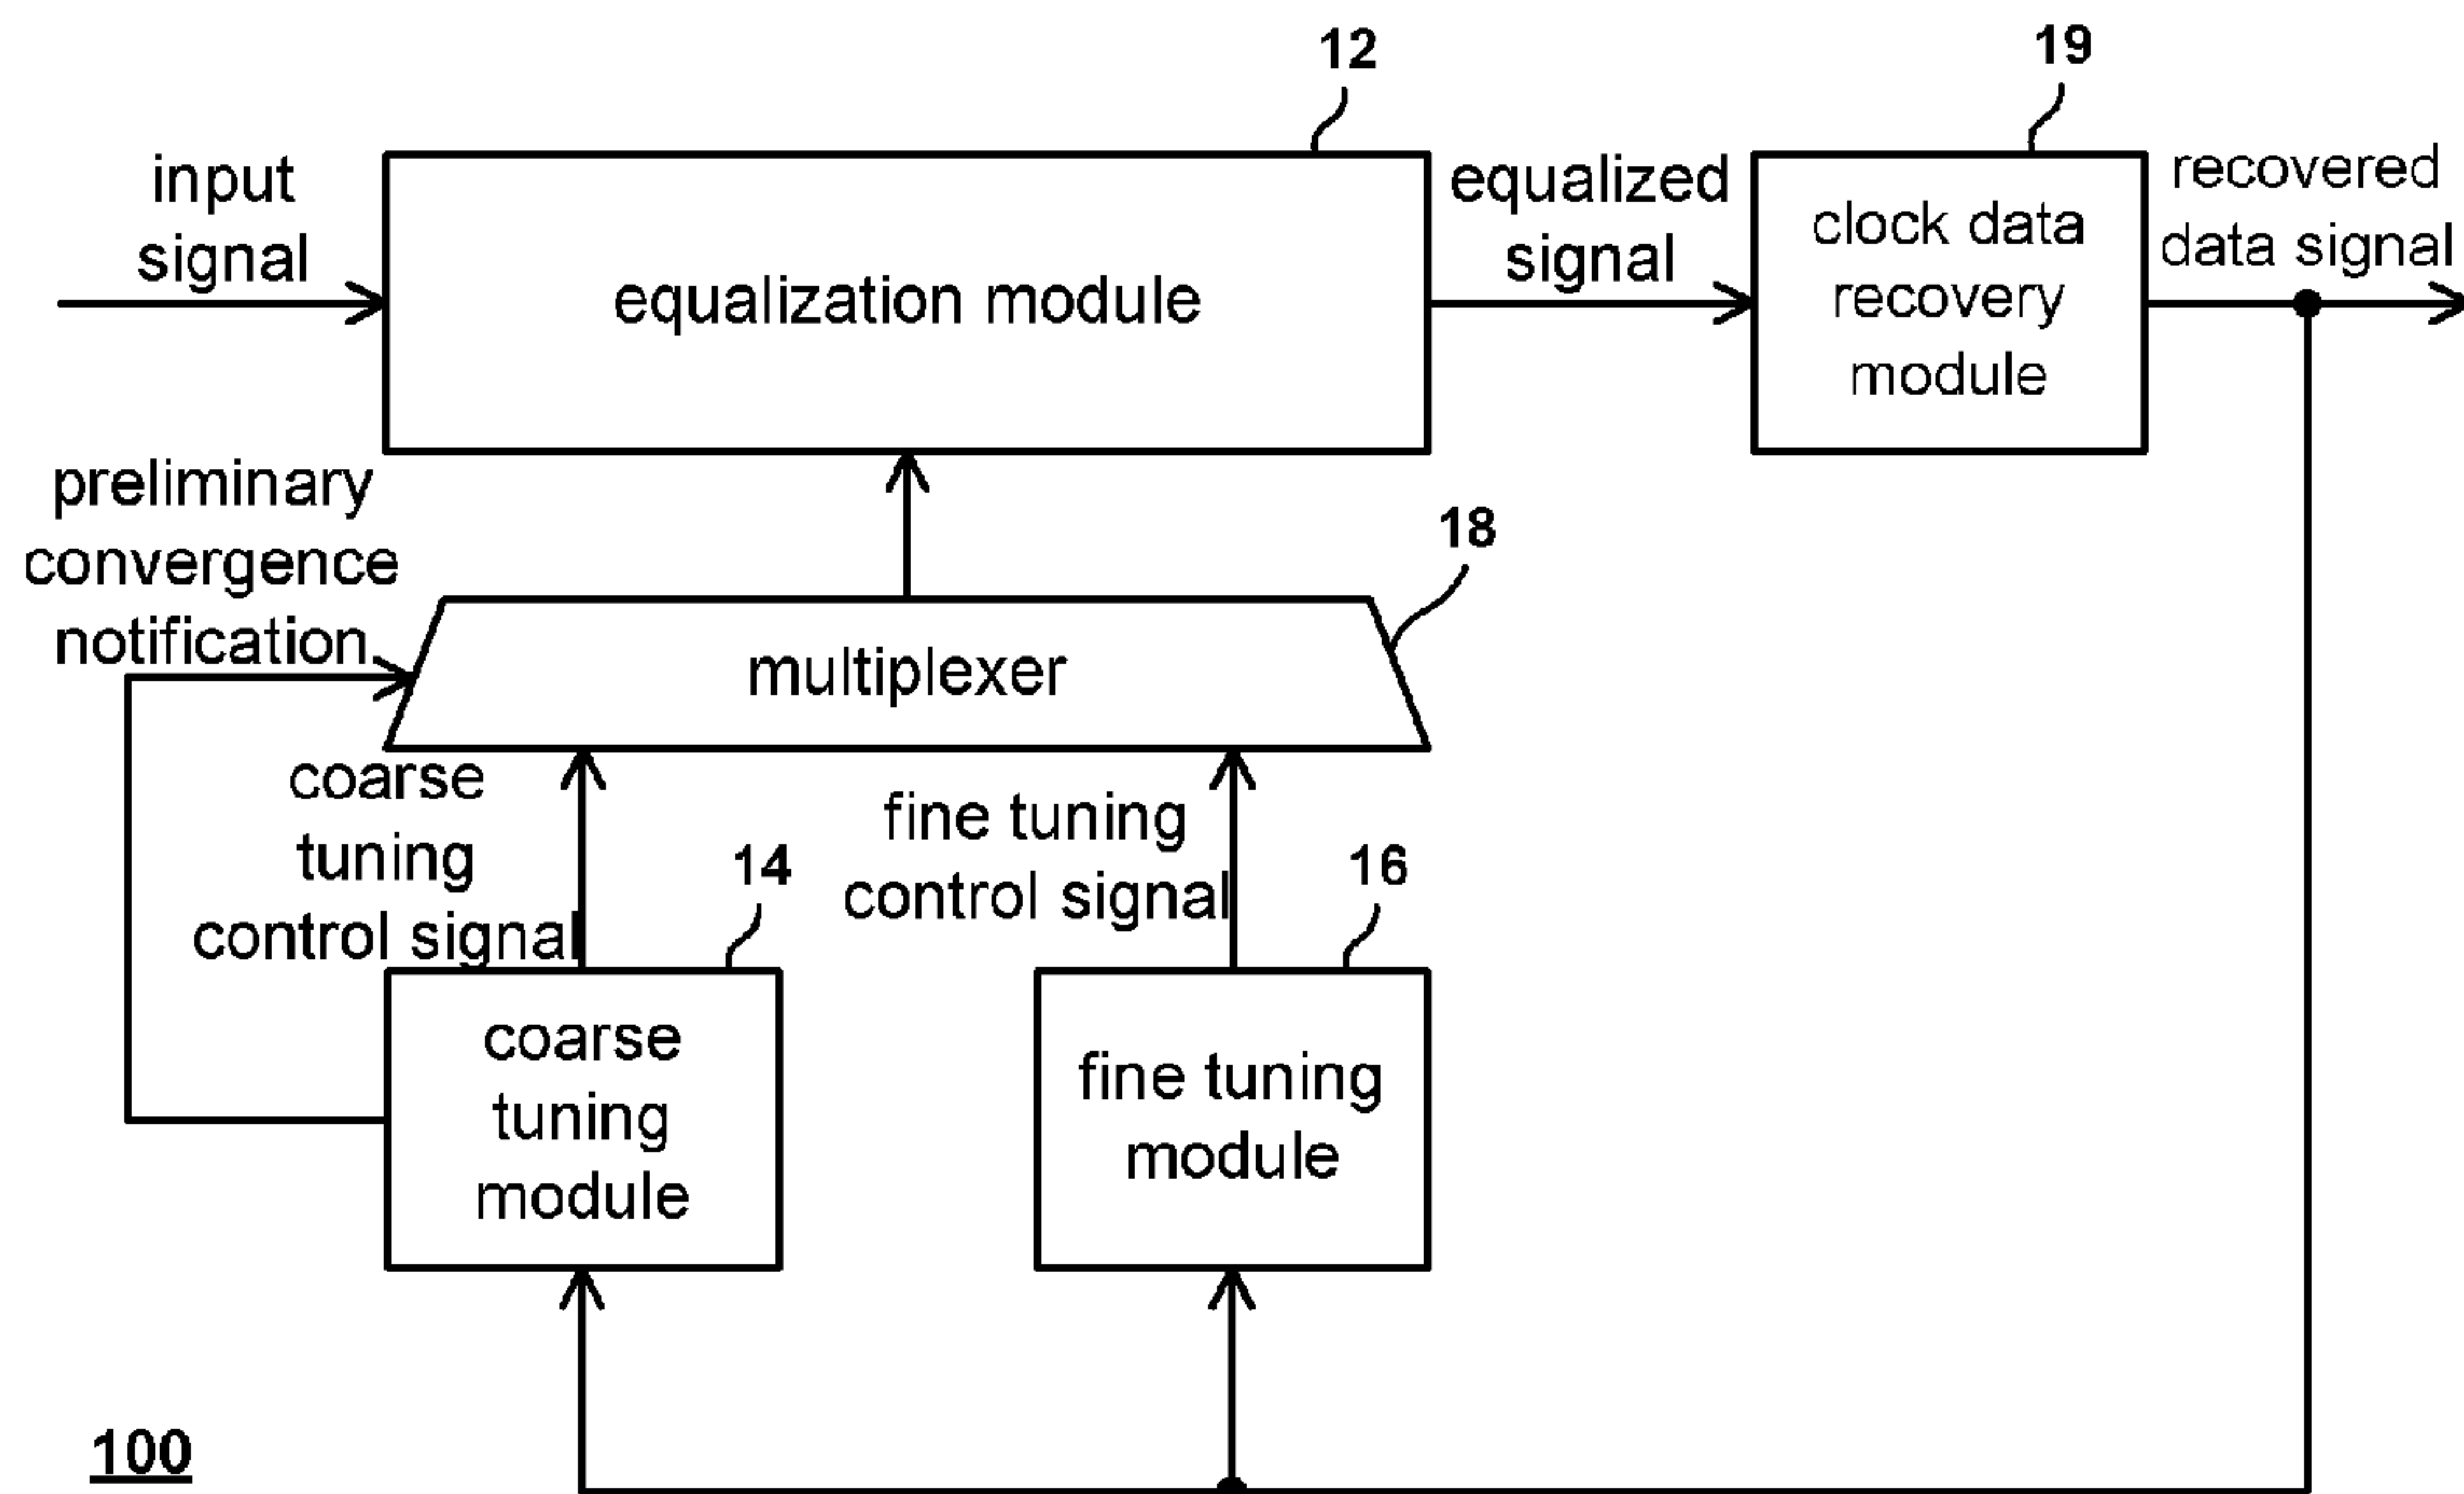 12
19
input
signal
equalization module
equalized
signal
clock data
recovery
module
recovered
data signal
preliminary
convergence
notification
18
multiplexer
coarse
tuning
control signal
fine tuning
control signal
14
16
coarse
tuning
module
fine tuning
module
100